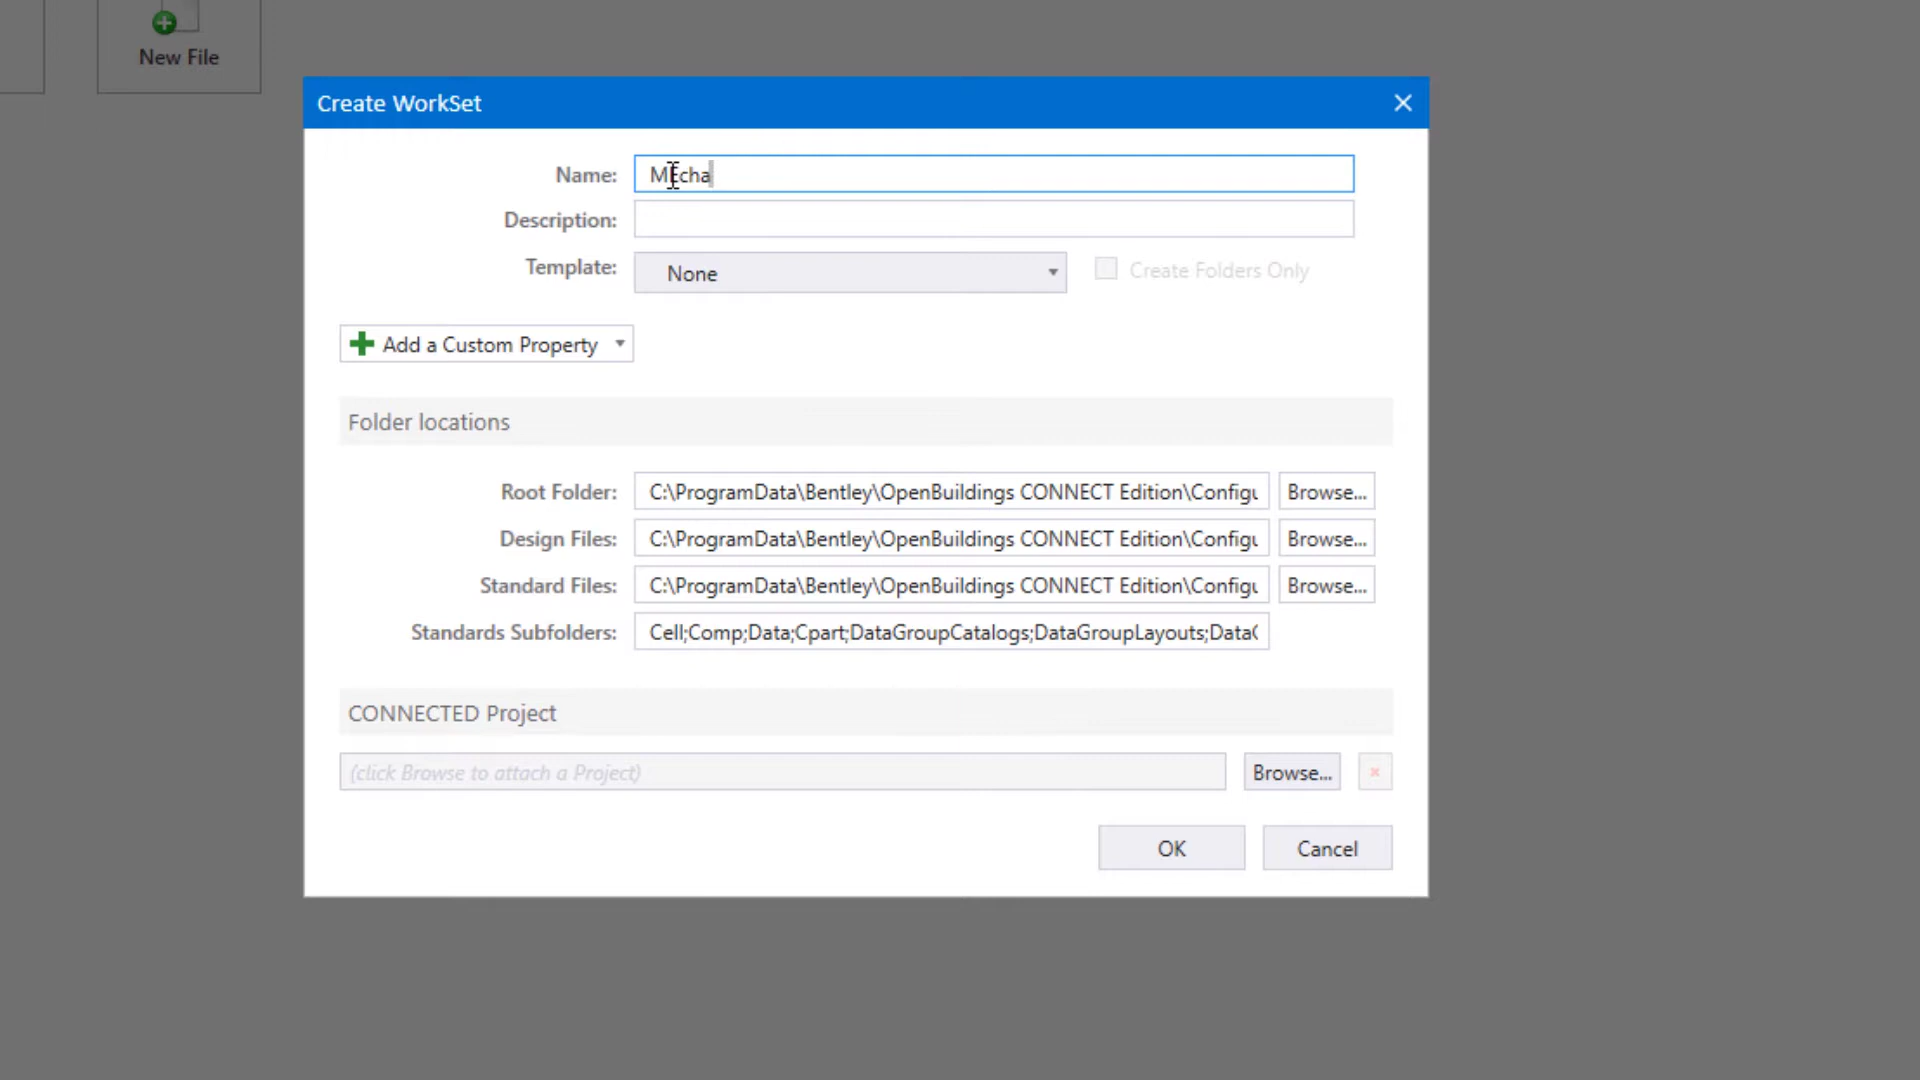 New File
Create WorkSet
Name: Mecha
Description:
Template: None Create Folders Only
Add a Custom Property
Folder locations
Root Folder: C:\ProgramData\Bentley\OpenBuildings CONNECT Edition\Configu Browse...
Design Files: C:\ProgramData\Bentley\OpenBuildings CONNECT Edition\Configu Browse...
Standard Files: C:\ProgramData\Bentley\OpenBuildings CONNECT Edition\Configu Browse...
Standards Subfolders: Cell;Comp;Data;Cpart;DataGroupCatalogs;DataGroupLayouts;DataG
CONNECTED Project
(click Browse to attach a Project) Browse...
OK Cancel